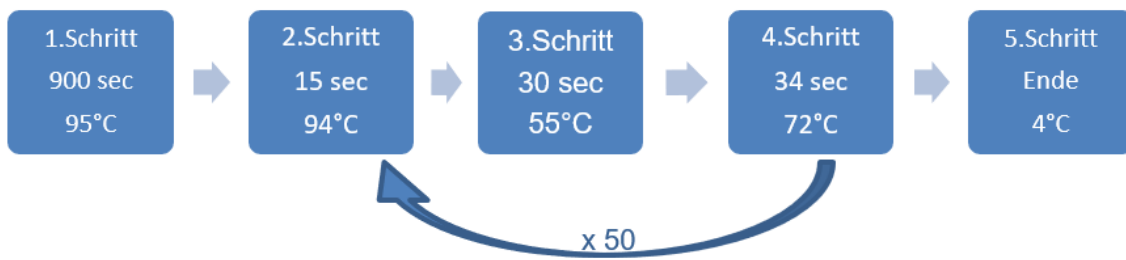 1.Schritt
900 sec
95°C
2.Schritt
15 sec
94°C
3.Schritt
30 sec
55°C
4.Schritt
34 sec
72°C
5.Schritt
Ende
4°C
x 50